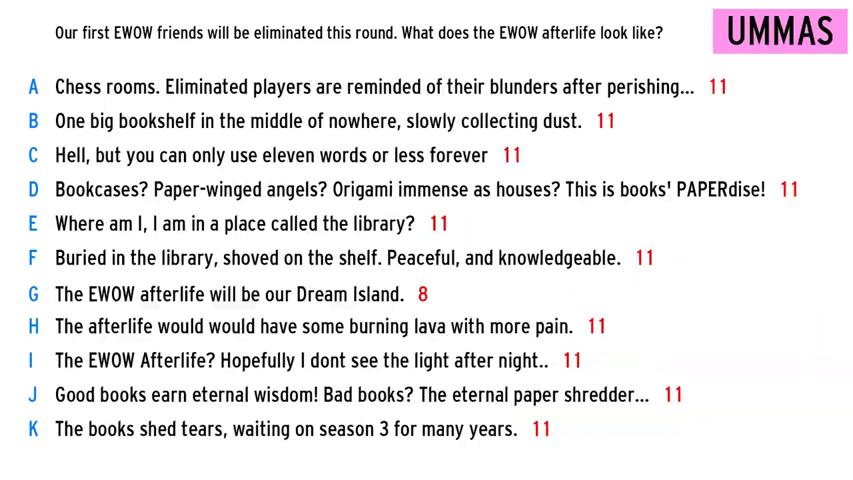 Our first EWOW friends will be eliminated this round. What does the EWOW afterlife look like?
UMMAS
A Chess rooms. Eliminated players are reminded of their blunders after perishing... 11
B One big bookshelf in the middle of nowhere, slowly collecting dust. 11
C Hell, but you can only use eleven words or less forever 11
D Bookcases? Paper-winged angels? Origami immense as houses? This is books' PAPERdise! 11
E Where am I, I am in a place called the library? 11
F Buried in the library, shoved on the shelf. Peaceful, and knowledgeable. 11
G The EWOW afterlife will be our Dream Island. 8
H The afterlife would would have some burning lava with more pain. 11
I The EWOW Afterlife? Hopefully I dont see the light after night.. 11
J Good books earn eternal wisdom! Bad books? The eternal paper shredder... 11
K The books shed tears, waiting on season 3 for many years. 11